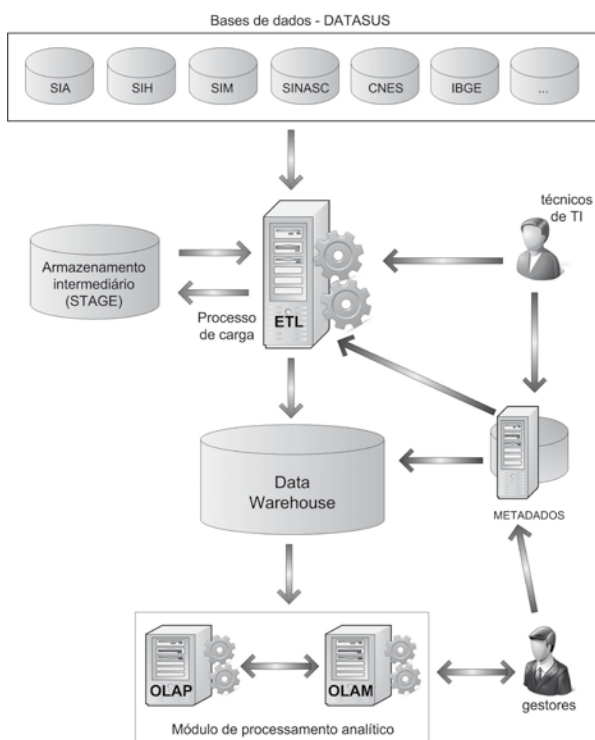 Bases de dados - DATASUS
SIA
SIH
SIM
SINASC
CNES
IBGE
...
técnicos
de TI
Armazenamento
intermediário
(STAGE)
Processo
de carga
ETL
Data
Warehouse
METADADOS
OLAP
OLAM
gestores
Módulo de processamento analítico